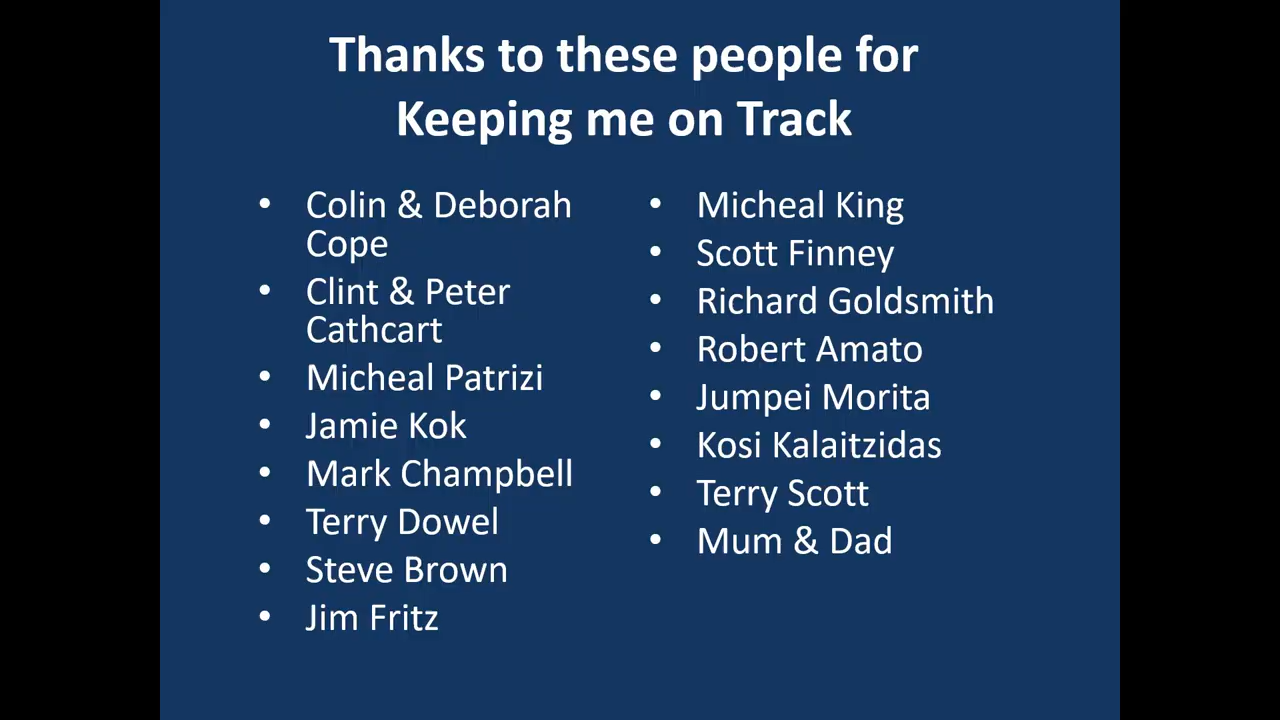 Thanks to these people for
Keeping me on Track
• Colin & Deborah
Cope
• Clint & Peter
Cathcart
• Micheal Patrizi
• Jamie Kok
• Mark Champbell
• Terry Dowel
• Steve Brown
• Jim Fritz
• Micheal King
• Scott Finney
• Richard Goldsmith
• Robert Amato
• Jumpei Morita
• Kosi Kalaitzidas
• Terry Scott
• Mum & Dad